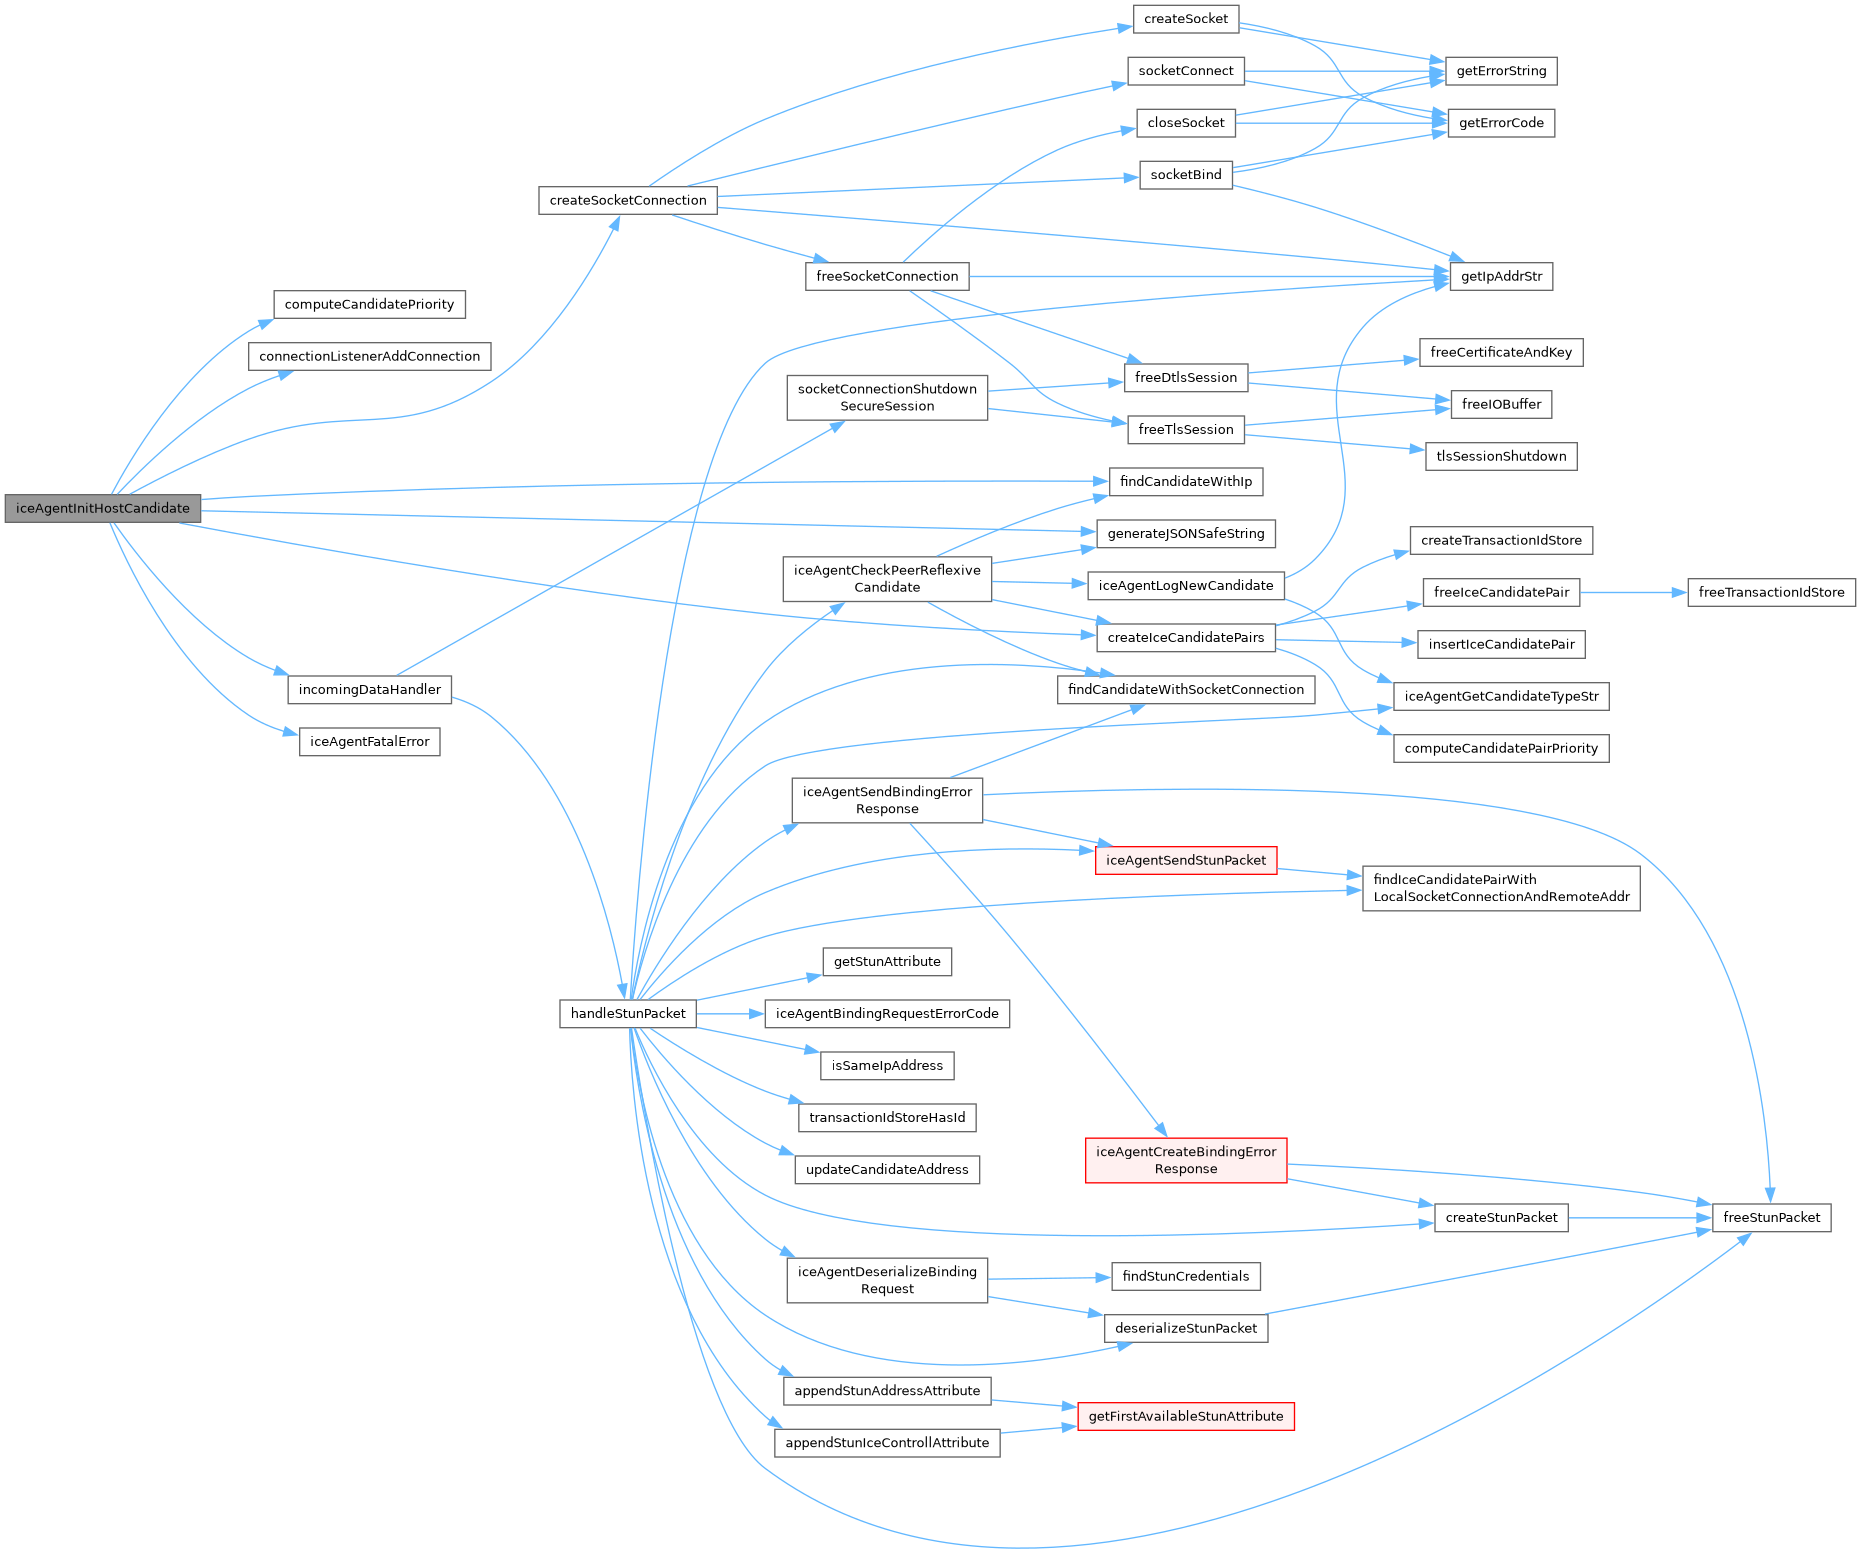 iceAgentInitHostCandidate
computeCandidatePriority
connectionListenerAddConnection
createSocketConnection
incomingDataHandler
iceAgentFatalError
createSocket
socketConnect
closeSocket
socketBind
freeSocketConnection
getErrorString
getErrorCode
getIpAddrStr
socketConnectionShutdown
SecureSession
freeDtlsSession
freeTlsSession
freeCertificateAndKey
freeIOBuffer
tlsSessionShutdown
findCandidateWithIp
generateJSONSafeString
iceAgentCheckPeerReflexive
Candidate
iceAgentLogNewCandidate
createIceCandidatePairs
findCandidateWithSocketConnection
createTransactionIdStore
freeIceCandidatePair
freeTransactionIdStore
insertIceCandidatePair
iceAgentGetCandidateTypeStr
computeCandidatePairPriority
iceAgentSendBindingError
Response
iceAgentSendStunPacket
findIceCandidatePairWith
LocalSocketConnectionAndRemoteAddr
handleStunPacket
getStunAttribute
iceAgentBindingRequestErrorCode
isSameIpAddress
transactionIdStoreHasId
updateCandidateAddress
iceAgentCreateBindingError
Response
createStunPacket
freeStunPacket
iceAgentDeserializeBinding
Request
findStunCredentials
deserializeStunPacket
appendStunAddressAttribute
getFirstAvailableStunAttribute
appendStunIceControllAttribute